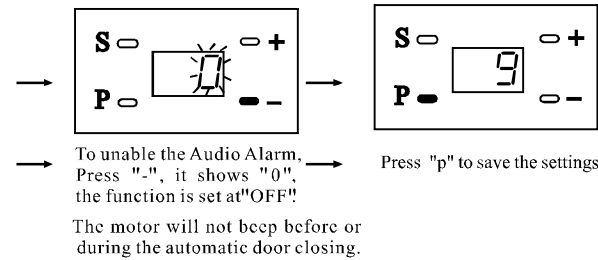 S +
0
P -
S +
9
P -
To unable the Audio Alarm,
Press "-", it shows "0",
the function is set at"OFF"!
The motor will not beep before or
during the automatic door closing.
Press "p" to save the settings